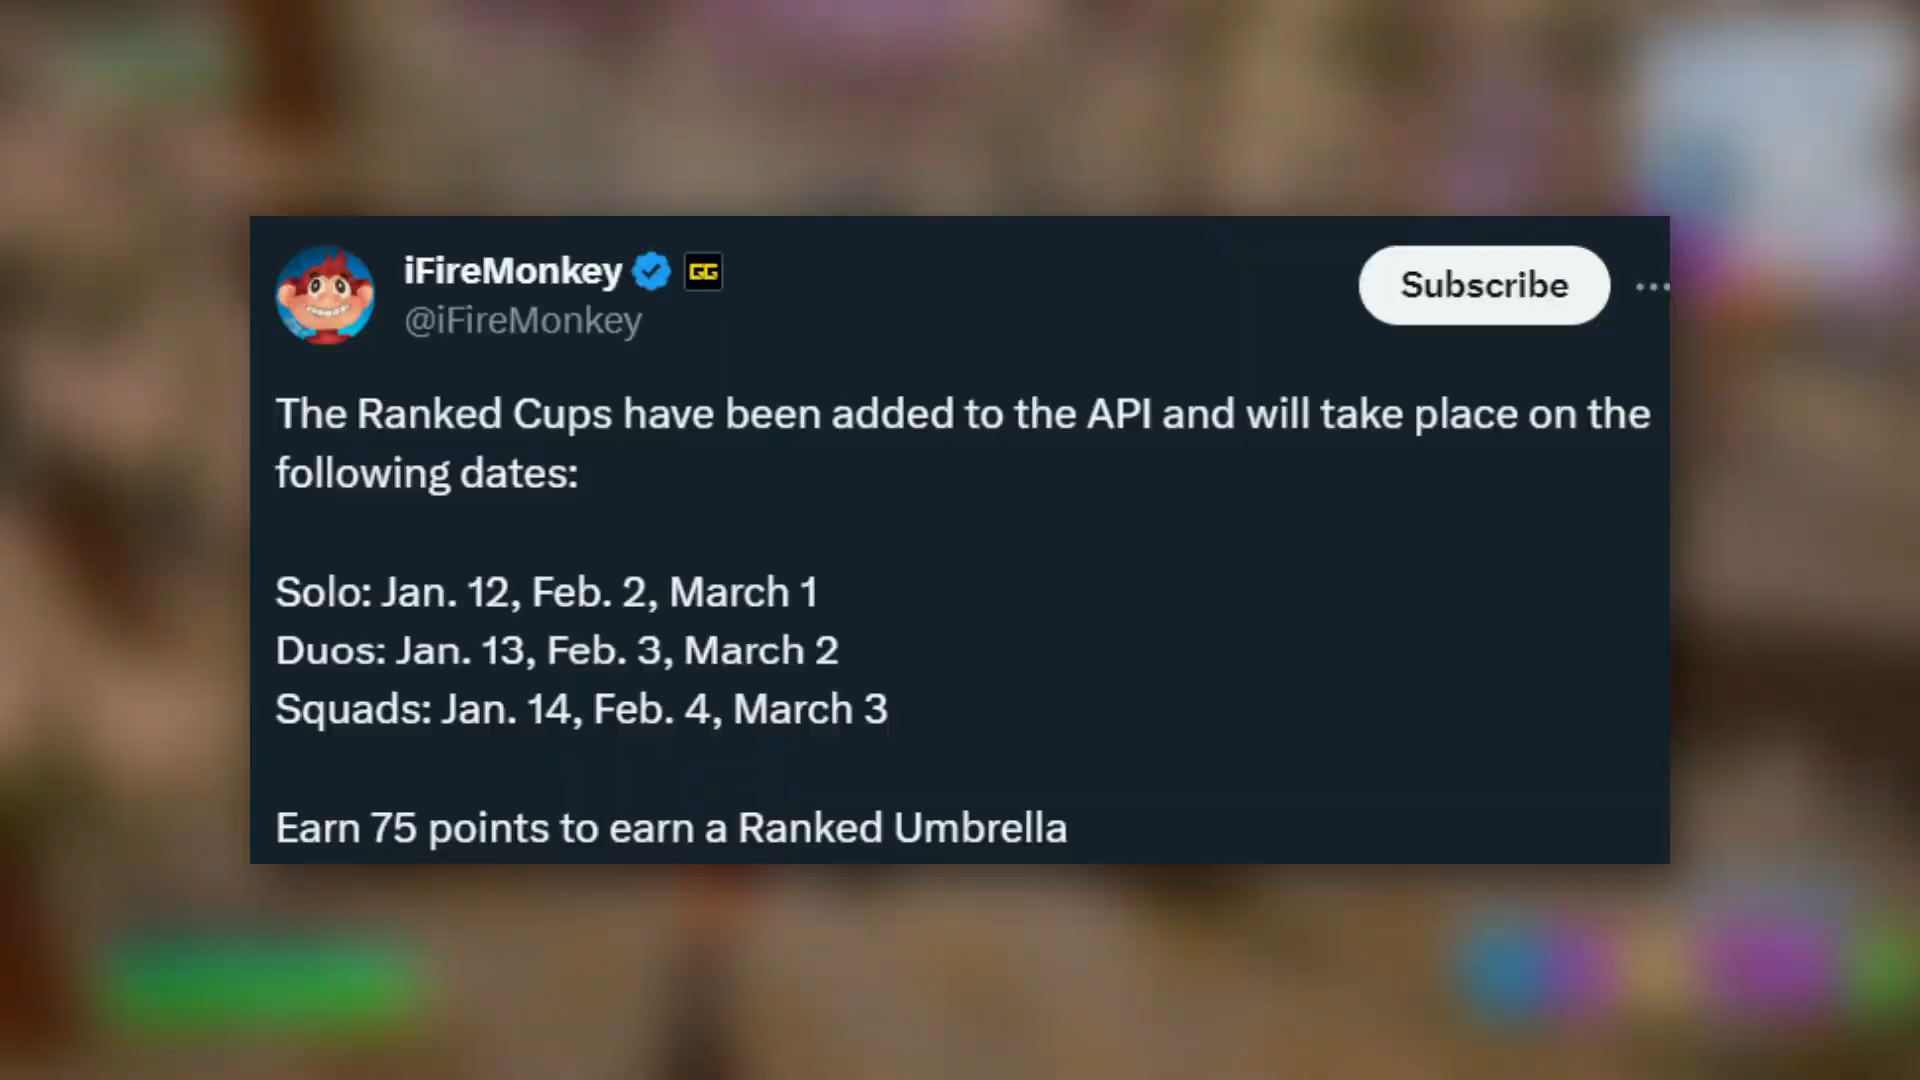 iFireMonkey GG
@iFireMonkey
Subscribe
The Ranked Cups have been added to the API and will take place on the
following dates:
Solo: Jan. 12, Feb. 2, March 1
Duos: Jan. 13, Feb. 3, March 2
Squads: Jan. 14, Feb. 4, March 3
Earn 75 points to earn a Ranked Umbrella